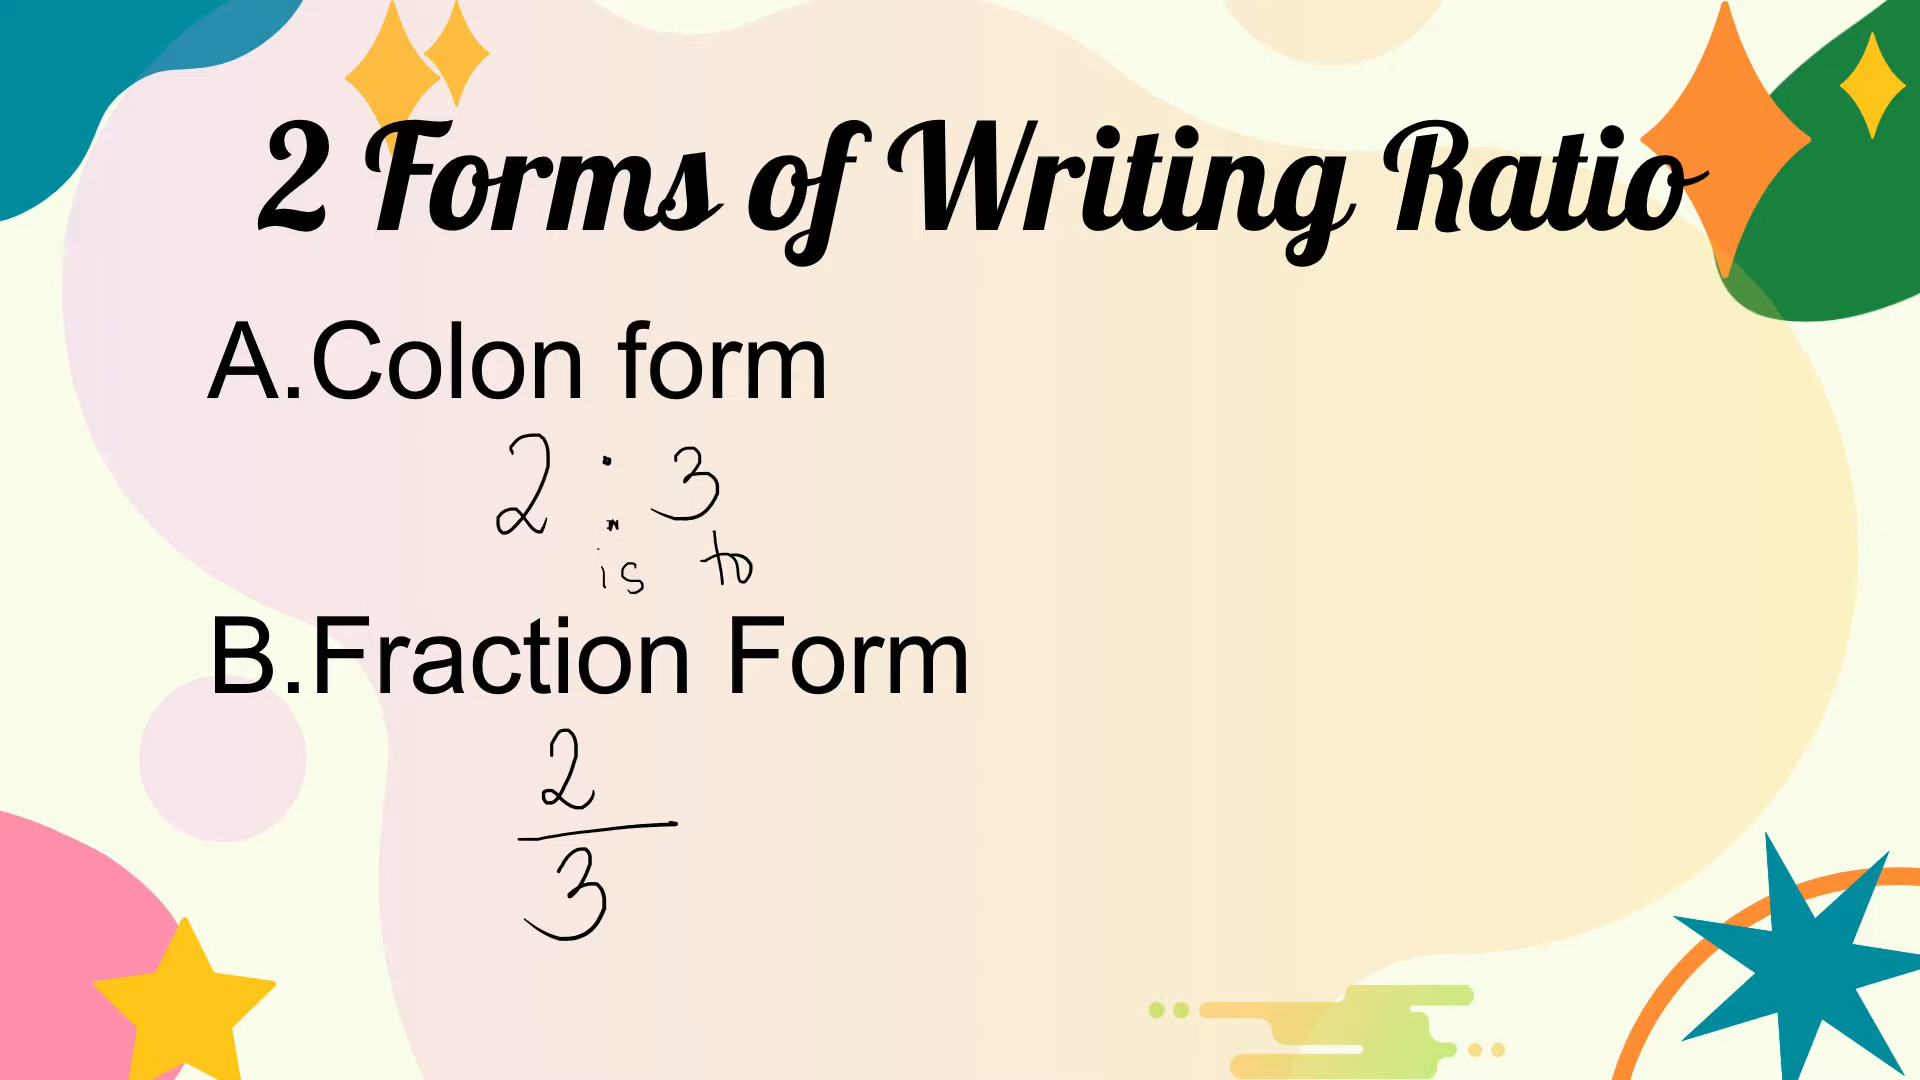 2 Forms of Writing Ratio
A.Colon form
2 : 3
is to
B.Fraction Form
2
3